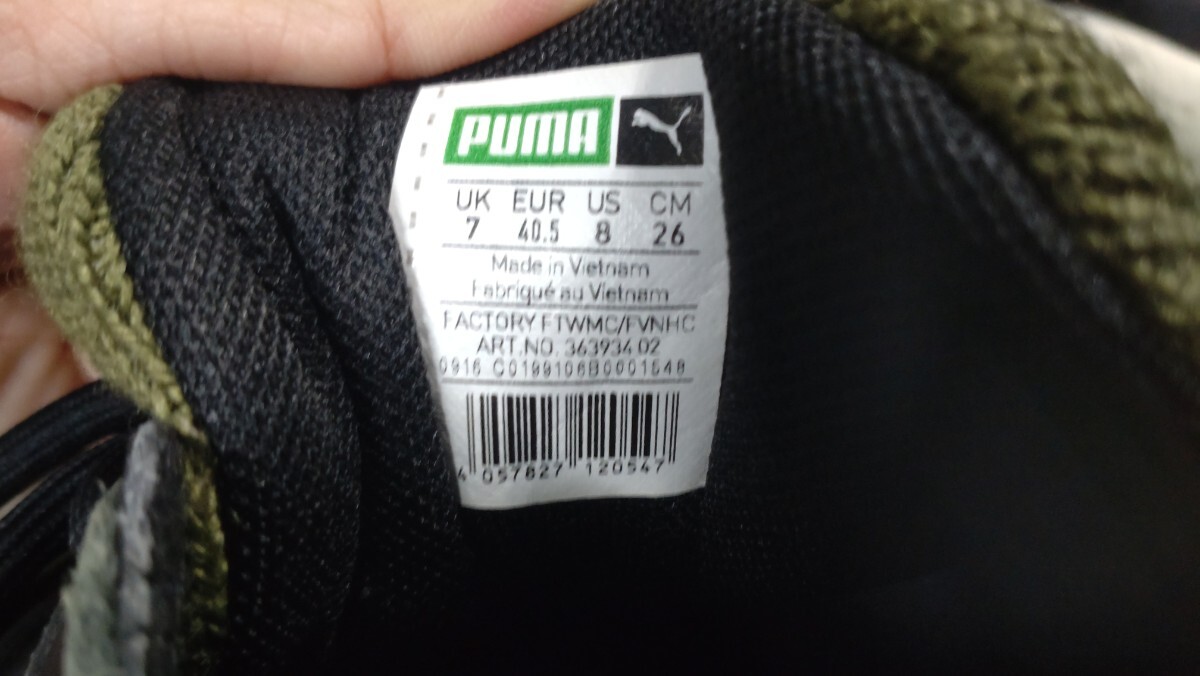 PUMA
UK EUR US CM
7 40.5 8 26
Made in Vietnam
Fabriqué au Vietnam
FACTORY FTWMC/FVNHC
ART.NO. 363934 02
0916 C0199106B0001548
4 057827 120547